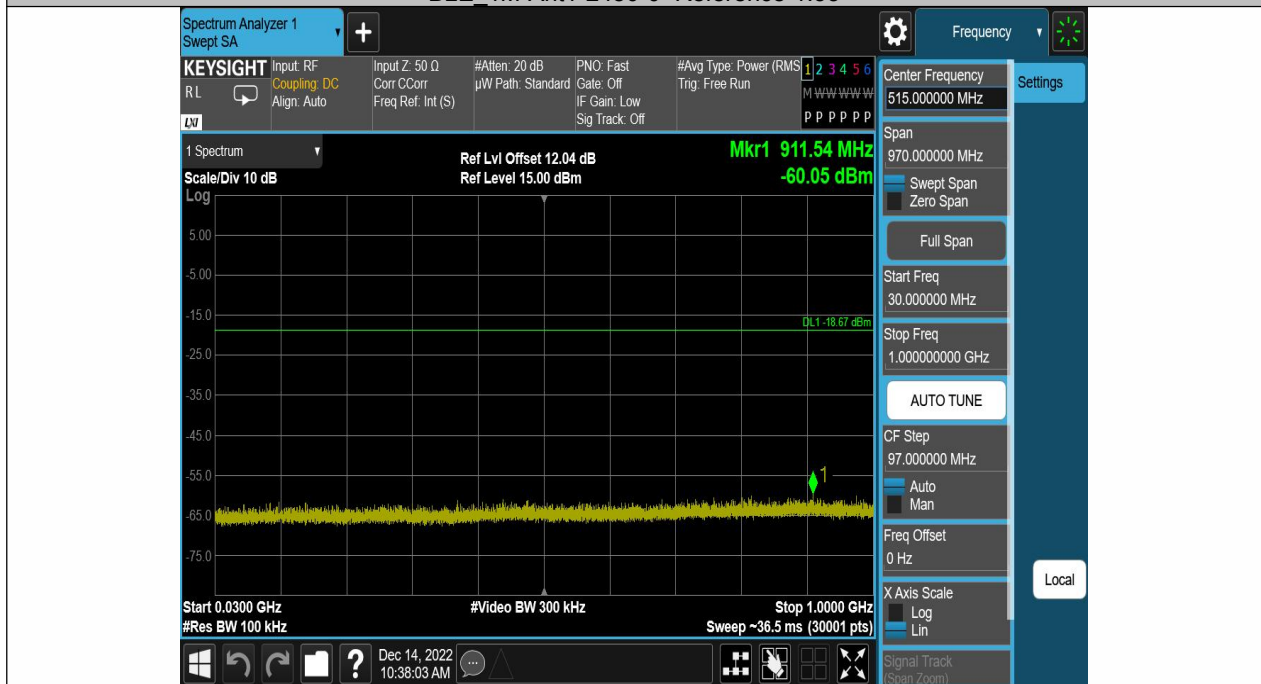 Spectrum Analyzer 1
Swept SA
Frequency
KEYSIGHT
RL
LXI
Input: RF
Coupling: DC
Align: Auto
Input Z: 50 Ω
Corr CCorr
Freq Ref: Int (S)
#Atten: 20 dB
µW Path: Standard
PNO: Fast
Gate: Off
IF Gain: Low
Sig Track: Off
#Avg Type: Power (RMS
Trig: Free Run
1 2 3 4 5 6
M W W W W W
P P P P P P
1 Spectrum
Scale/Div 10 dB
Log
Ref Lvl Offset 12.04 dB
Ref Level 15.00 dBm
Mkr1 911.54 MHz
-60.05 dBm
5.00
-5.00
-15.0
DL1 -18.67 dBm
-25.0
-35.0
-45.0
-55.0
1
-65.0
-75.0
Start 0.0300 GHz
#Video BW 300 kHz
Stop 1.0000 GHz
#Res BW 100 kHz
Sweep ~36.5 ms (30001 pts)
?
Dec 14, 2022
10:38:03 AM
Center Frequency
515.000000 MHz
Settings
Span
970.000000 MHz
Swept Span
Zero Span
Full Span
Start Freq
30.000000 MHz
Stop Freq
1.000000000 GHz
AUTO TUNE
CF Step
97.000000 MHz
Auto
Man
Freq Offset
0 Hz
Local
X Axis Scale
Log
Lin
Signal Track
(Span Zoom)